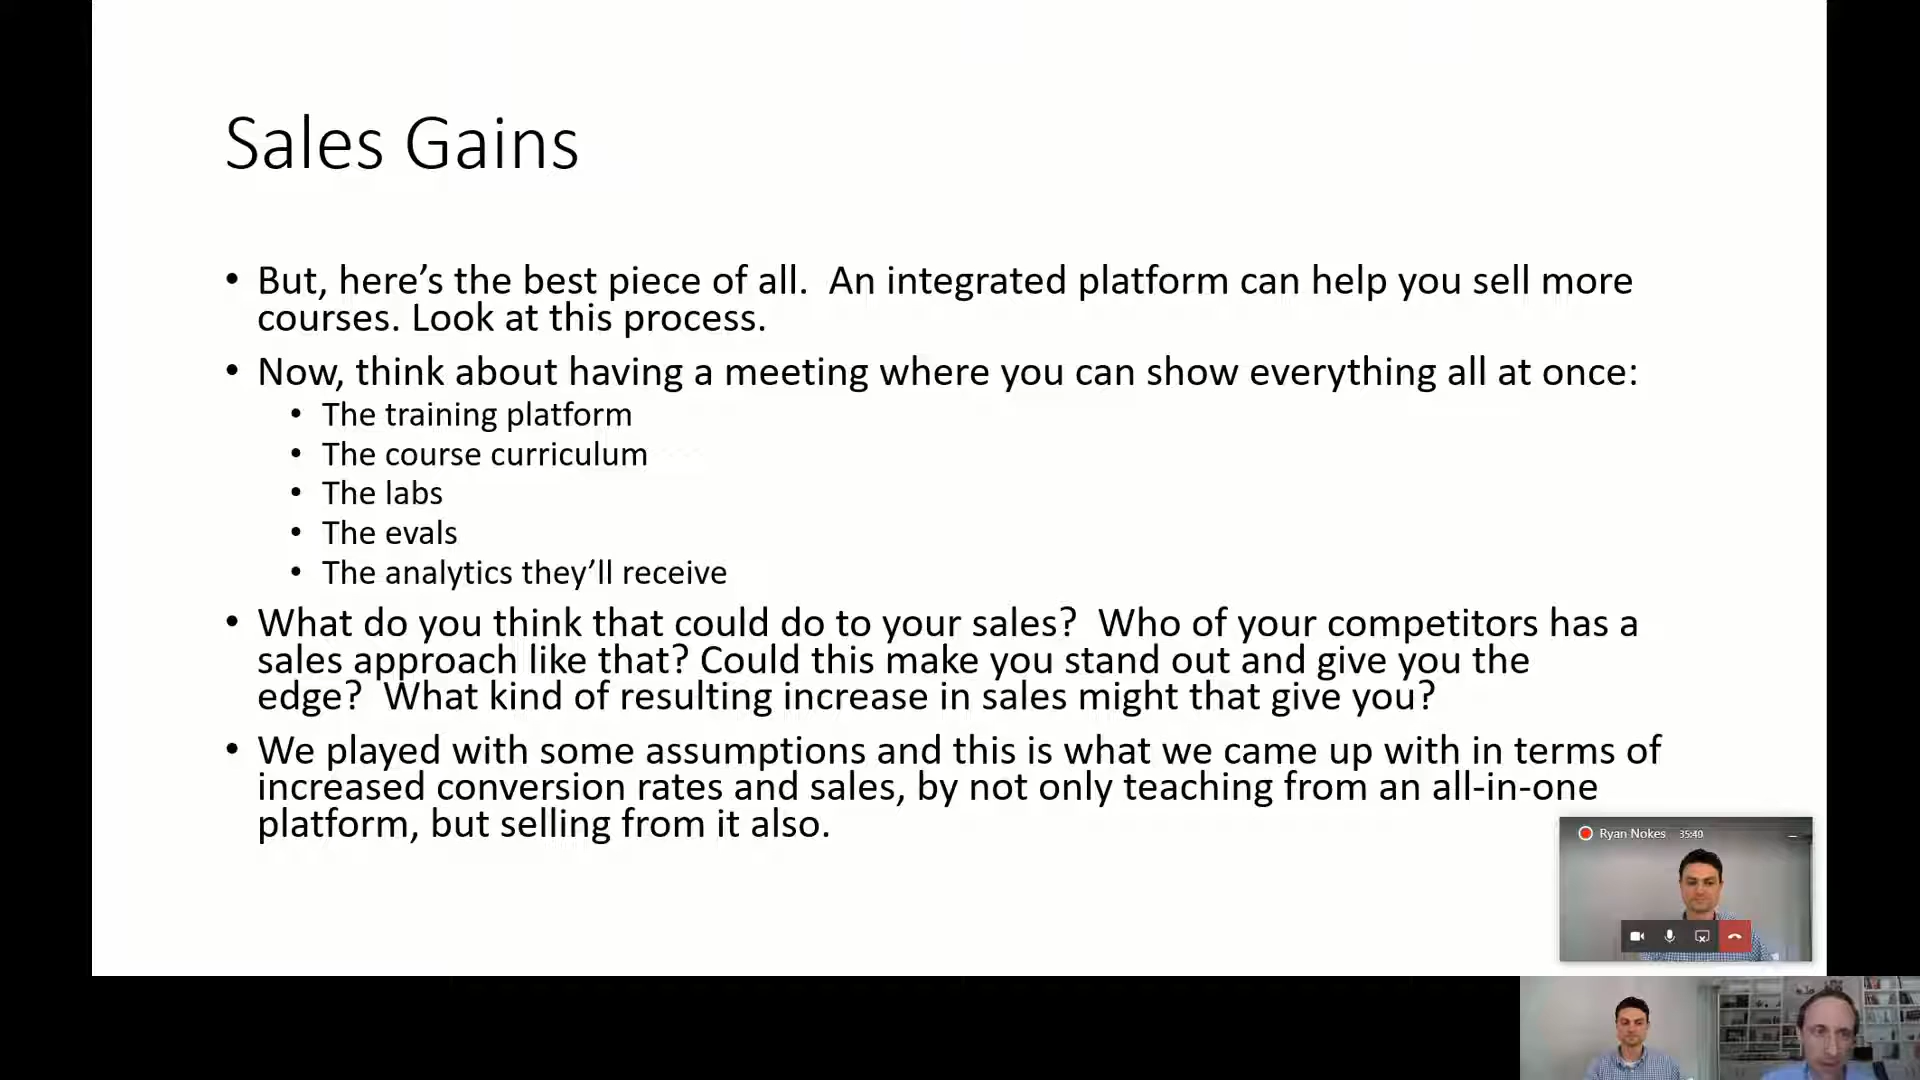 Sales Gains
• But, here’s the best piece of all.  An integrated platform can help you sell more
courses. Look at this process.
• Now, think about having a meeting where you can show everything all at once:
• The training platform
• The course curriculum
• The labs
• The evals
• The analytics they’ll receive
• What do you think that could do to your sales?  Who of your competitors has a
sales approach like that? Could this make you stand out and give you the
edge?  What kind of resulting increase in sales might that give you?
• We played with some assumptions and this is what we came up with in terms of
increased conversion rates and sales, by not only teaching from an all-in-one
platform, but selling from it also.
Ryan Nokes 35:40